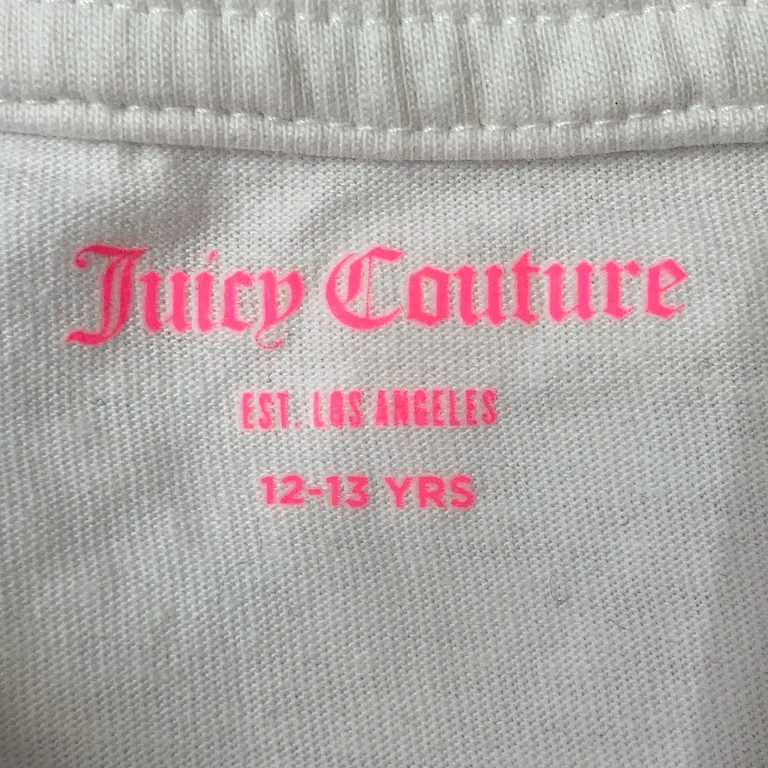 Juicy Couture
EST. LOS ANGELES
12-13 YRS